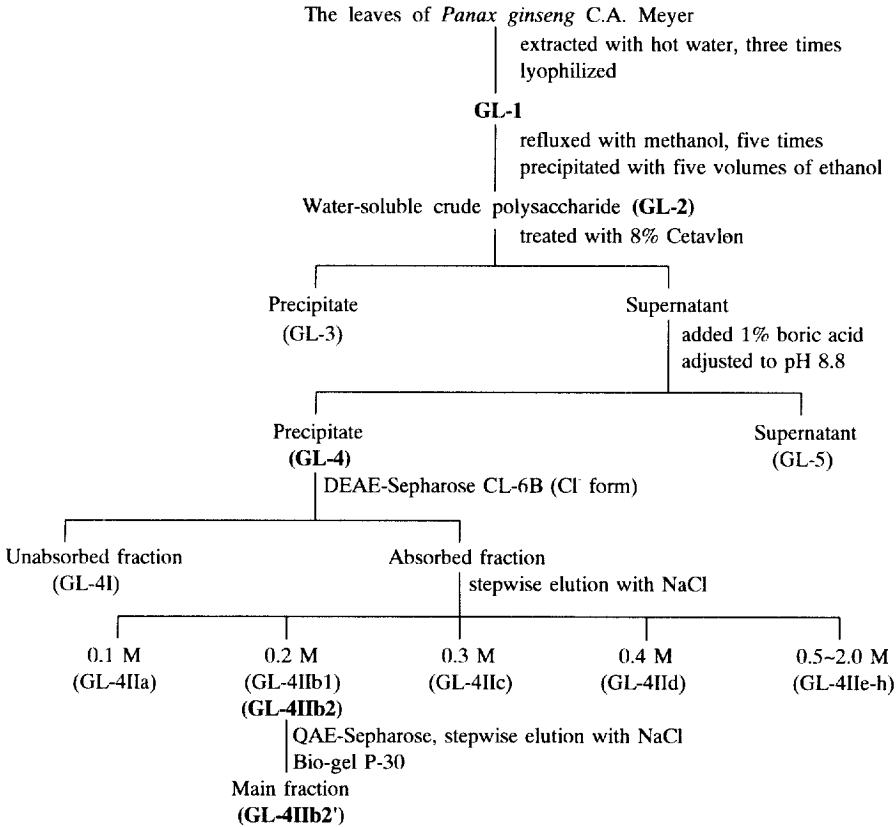 The leaves of Panax ginseng C.A. Meyer
extracted with hot water, three times
lyophilized
GL-1
refluxed with methanol, five times
precipitated with five volumes of ethanol
Water-soluble crude polysaccharide (GL-2)
treated with 8% Cetavlon
Precipitate
(GL-3)
Supernatant
added 1% boric acid
adjusted to pH 8.8
Precipitate
(GL-4)
Supernatant
(GL-5)
DEAE-Sepharose CL-6B (Cl⁻ form)
Unabsorbed fraction
(GL-4I)
Absorbed fraction
stepwise elution with NaCl
0.1 M
(GL-4IIa)
0.2 M
(GL-4IIb1)
(GL-4IIb2)
0.3 M
(GL-4IIc)
0.4 M
(GL-4IId)
0.5~2.0 M
(GL-4IIe-h)
QAE-Sepharose, stepwise elution with NaCl
Bio-gel P-30
Main fraction
(GL-4IIb2')